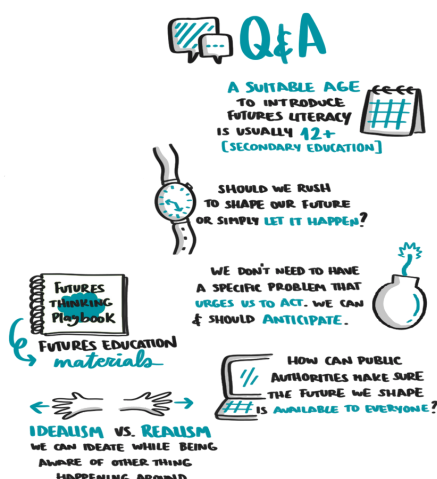 Q&A
A SUITABLE AGE
TO INTRODUCE
FUTURES LITERACY
IS USUALLY 12+
[SECONDARY EDUCATION]
SHOULD WE RUSH
TO SHAPE OUR FUTURE
OR SIMPLY LET IT HAPPEN?
WE DON'T NEED TO HAVE
A SPECIFIC PROBLEM THAT
URGES US TO ACT. WE CAN
& SHOULD ANTICIPATE.
FUTURES
THINKING
PlaybooK
FUTURES EDUCATION
materials
HOW CAN PUBLIC
AUTHORITIES MAKE SURE
THE FUTURE WE SHAPE
IS AVAILABLE TO EVERYONE?
IDEALISM VS. REALISM
WE CAN IDEATE WHILE BEING
AWARE OF OTHER THING
HAPPENING AROUND